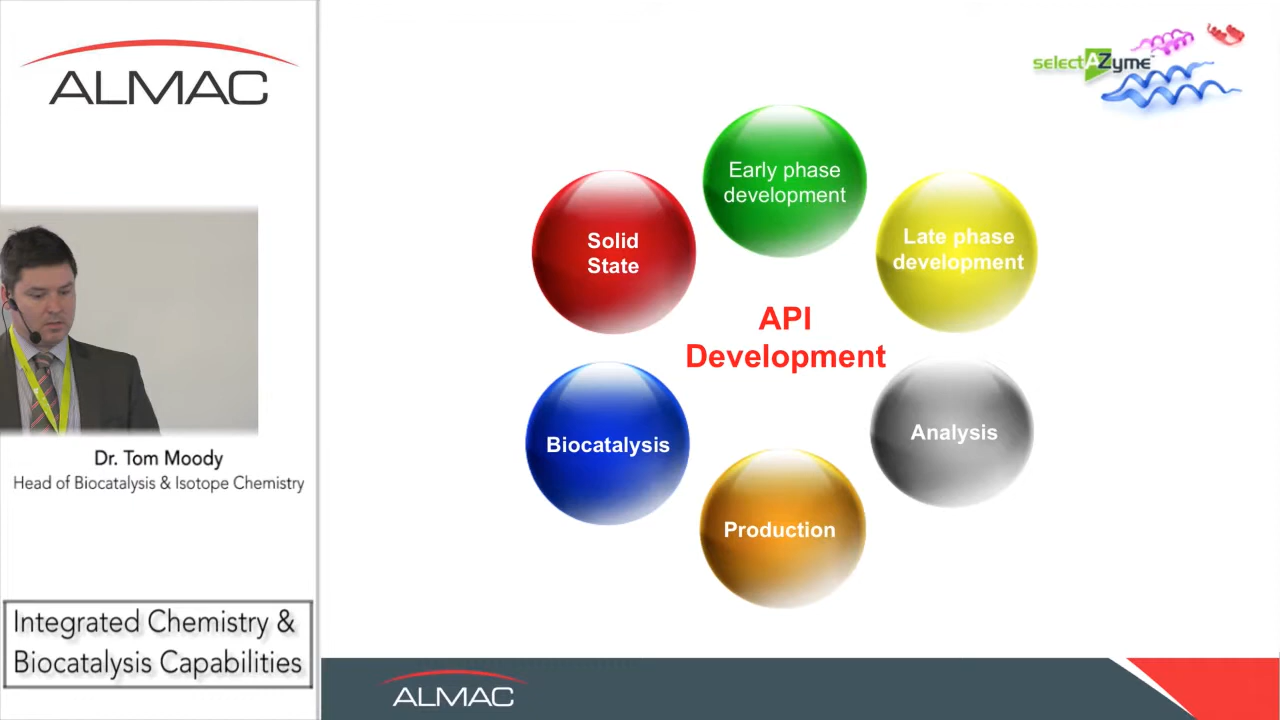 ALMAC
Dr. Tom Moody
Head of Biocatalysis & Isotope Chemistry
Integrated Chemistry &
Biocatalysis Capabilities
selectAZyme™
Early phase
development
Solid
State
Late phase
development
API
Development
Biocatalysis
Analysis
Production
ALMAC